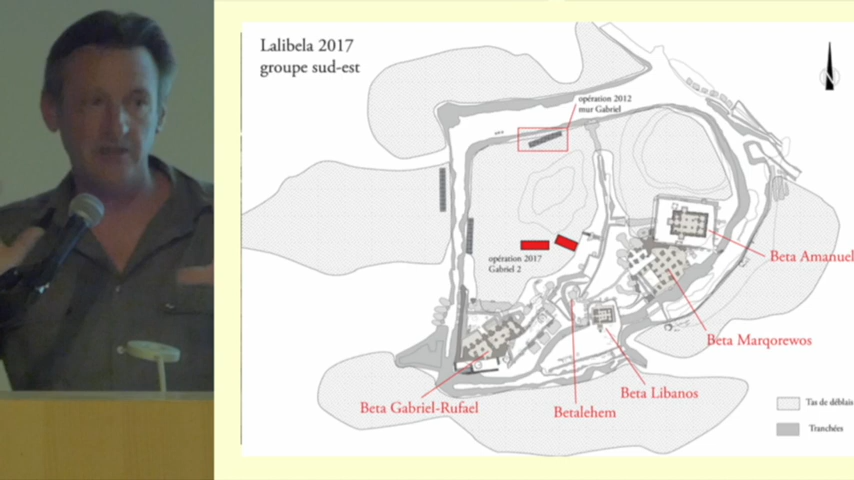 Lalibela 2017
groupe sud-est
opération 2012
mur Gabriel
N
opération 2017
Gabriel 2
Beta Amanuel
Beta Marqorewos
Beta Libanos
Beta Gabriel-Rufael
Betalehem
Tas de déblais
Tranchées